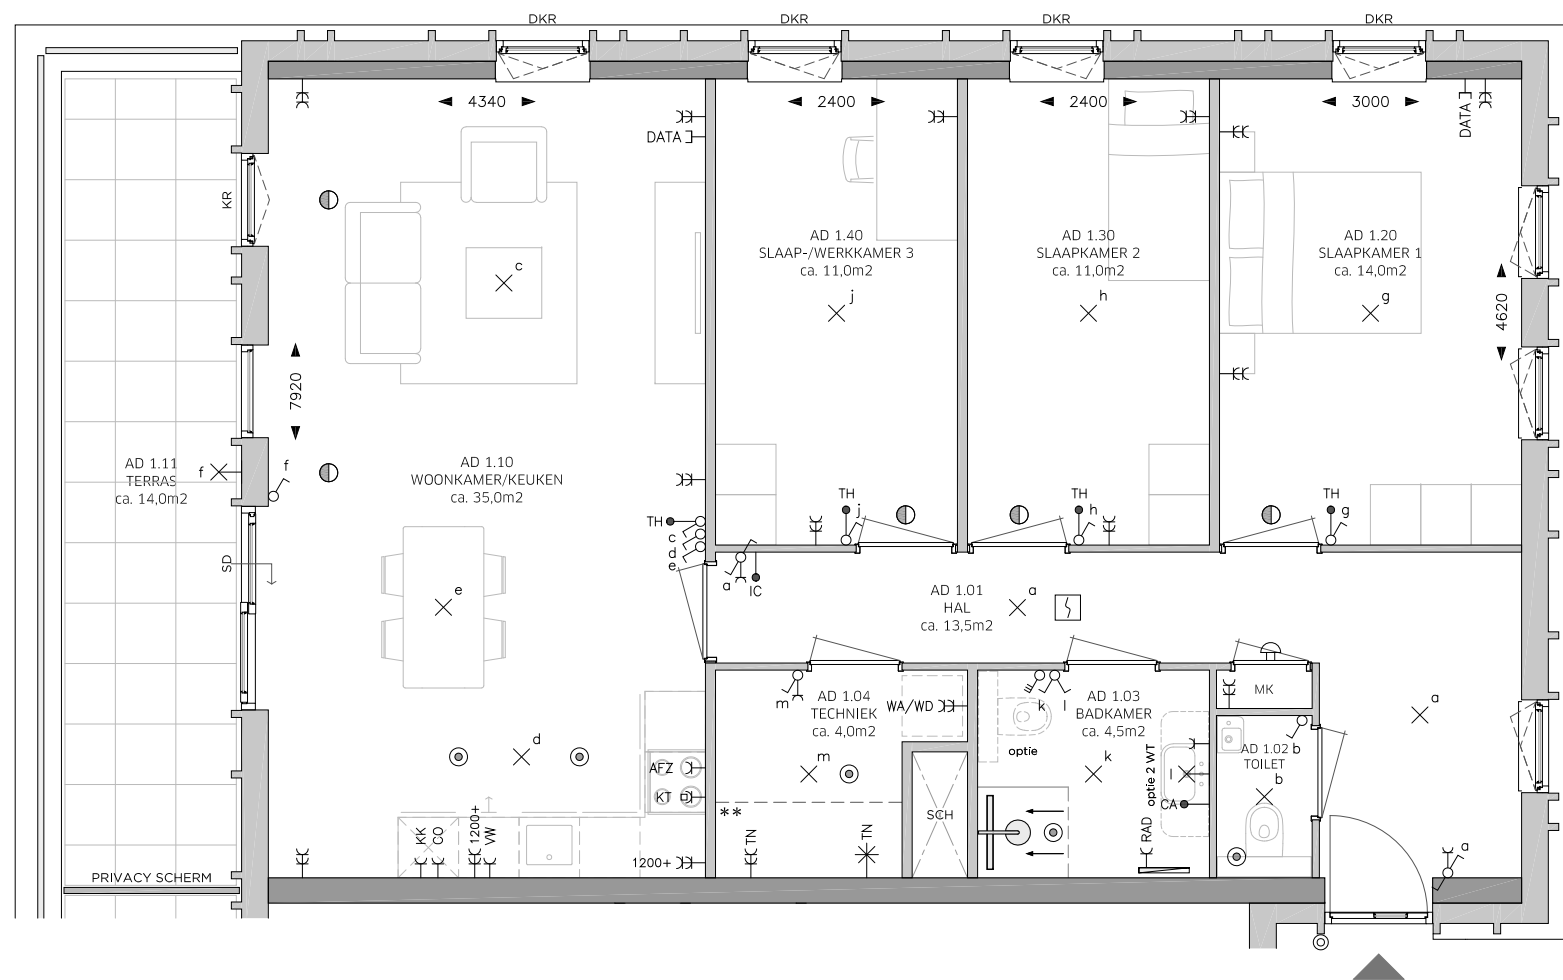 DKR
DKR
DKR
DKR
4340
2400
2400
3000
DATA
DATA
KR
c
AD 1.40
SLAAP-/WERKKAMER 3
ca. 11,0m2
j
AD 1.30
SLAAPKAMER 2
ca. 11,0m2
h
AD 1.20
SLAAPKAMER 1
ca. 14,0m2
g
4620
7920
AD 1.11
TERRAS
ca. 14,0m2
f
f
AD 1.10
WOONKAMER/KEUKEN
ca. 35,0m2
TH
c
d
e
TH
j
TH
h
TH
g
SD
a
IC
e
AD 1.01
HAL
ca. 13,5m2
a
m
AD 1.04
TECHNIEK
ca. 4,0m2
WA/WD
m
k
l
AD 1.03
BADKAMER
ca. 4,5m2
optie
k
MK
a
AD 1.02
TOILET
b
b
d
AFZ
KT
**
optie 2 WT
l
CA
RAD
SCH
KK
CO
1200+
VW
1200+
TN
TN
a
PRIVACY SCHERM